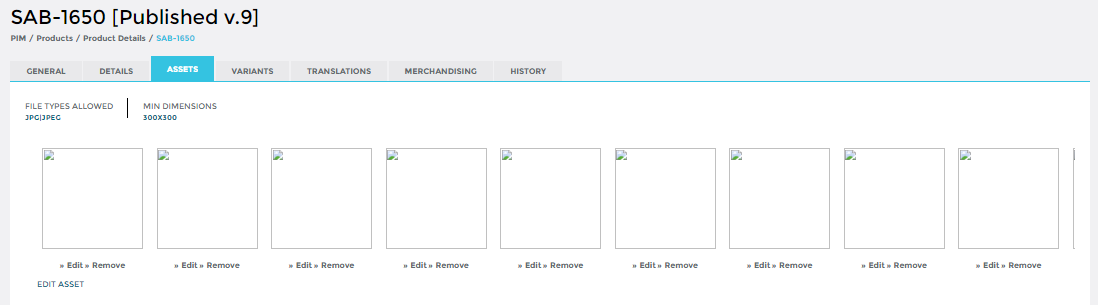 SAB-1650 [Published v.9]
PIM / Products / Product Details / SAB-1650
GENERAL DETAILS ASSETS VARIANTS TRANSLATIONS MERCHANDISING HISTORY
FILE TYPES ALLOWED MIN DIMENSIONS
JPG|JPEG 300X300
» Edit » Remove » Edit » Remove » Edit » Remove » Edit » Remove » Edit » Remove » Edit » Remove » Edit » Remove » Edit » Remove » Edit » Remove
EDIT ASSET